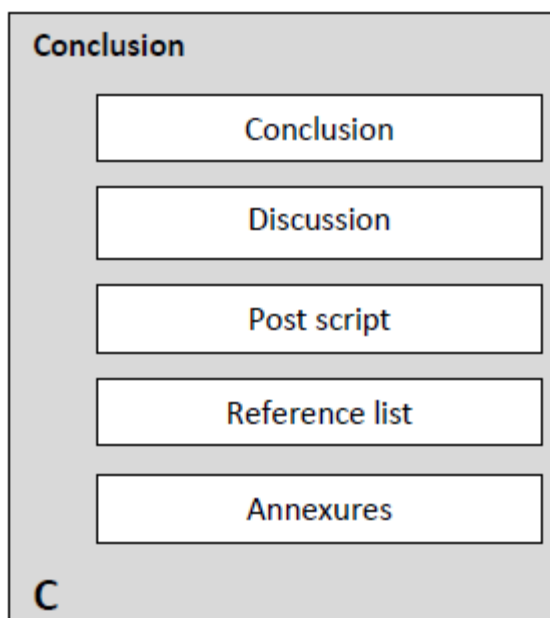 Conclusion
Conclusion
Discussion
Post script
Reference list
Annexures
C